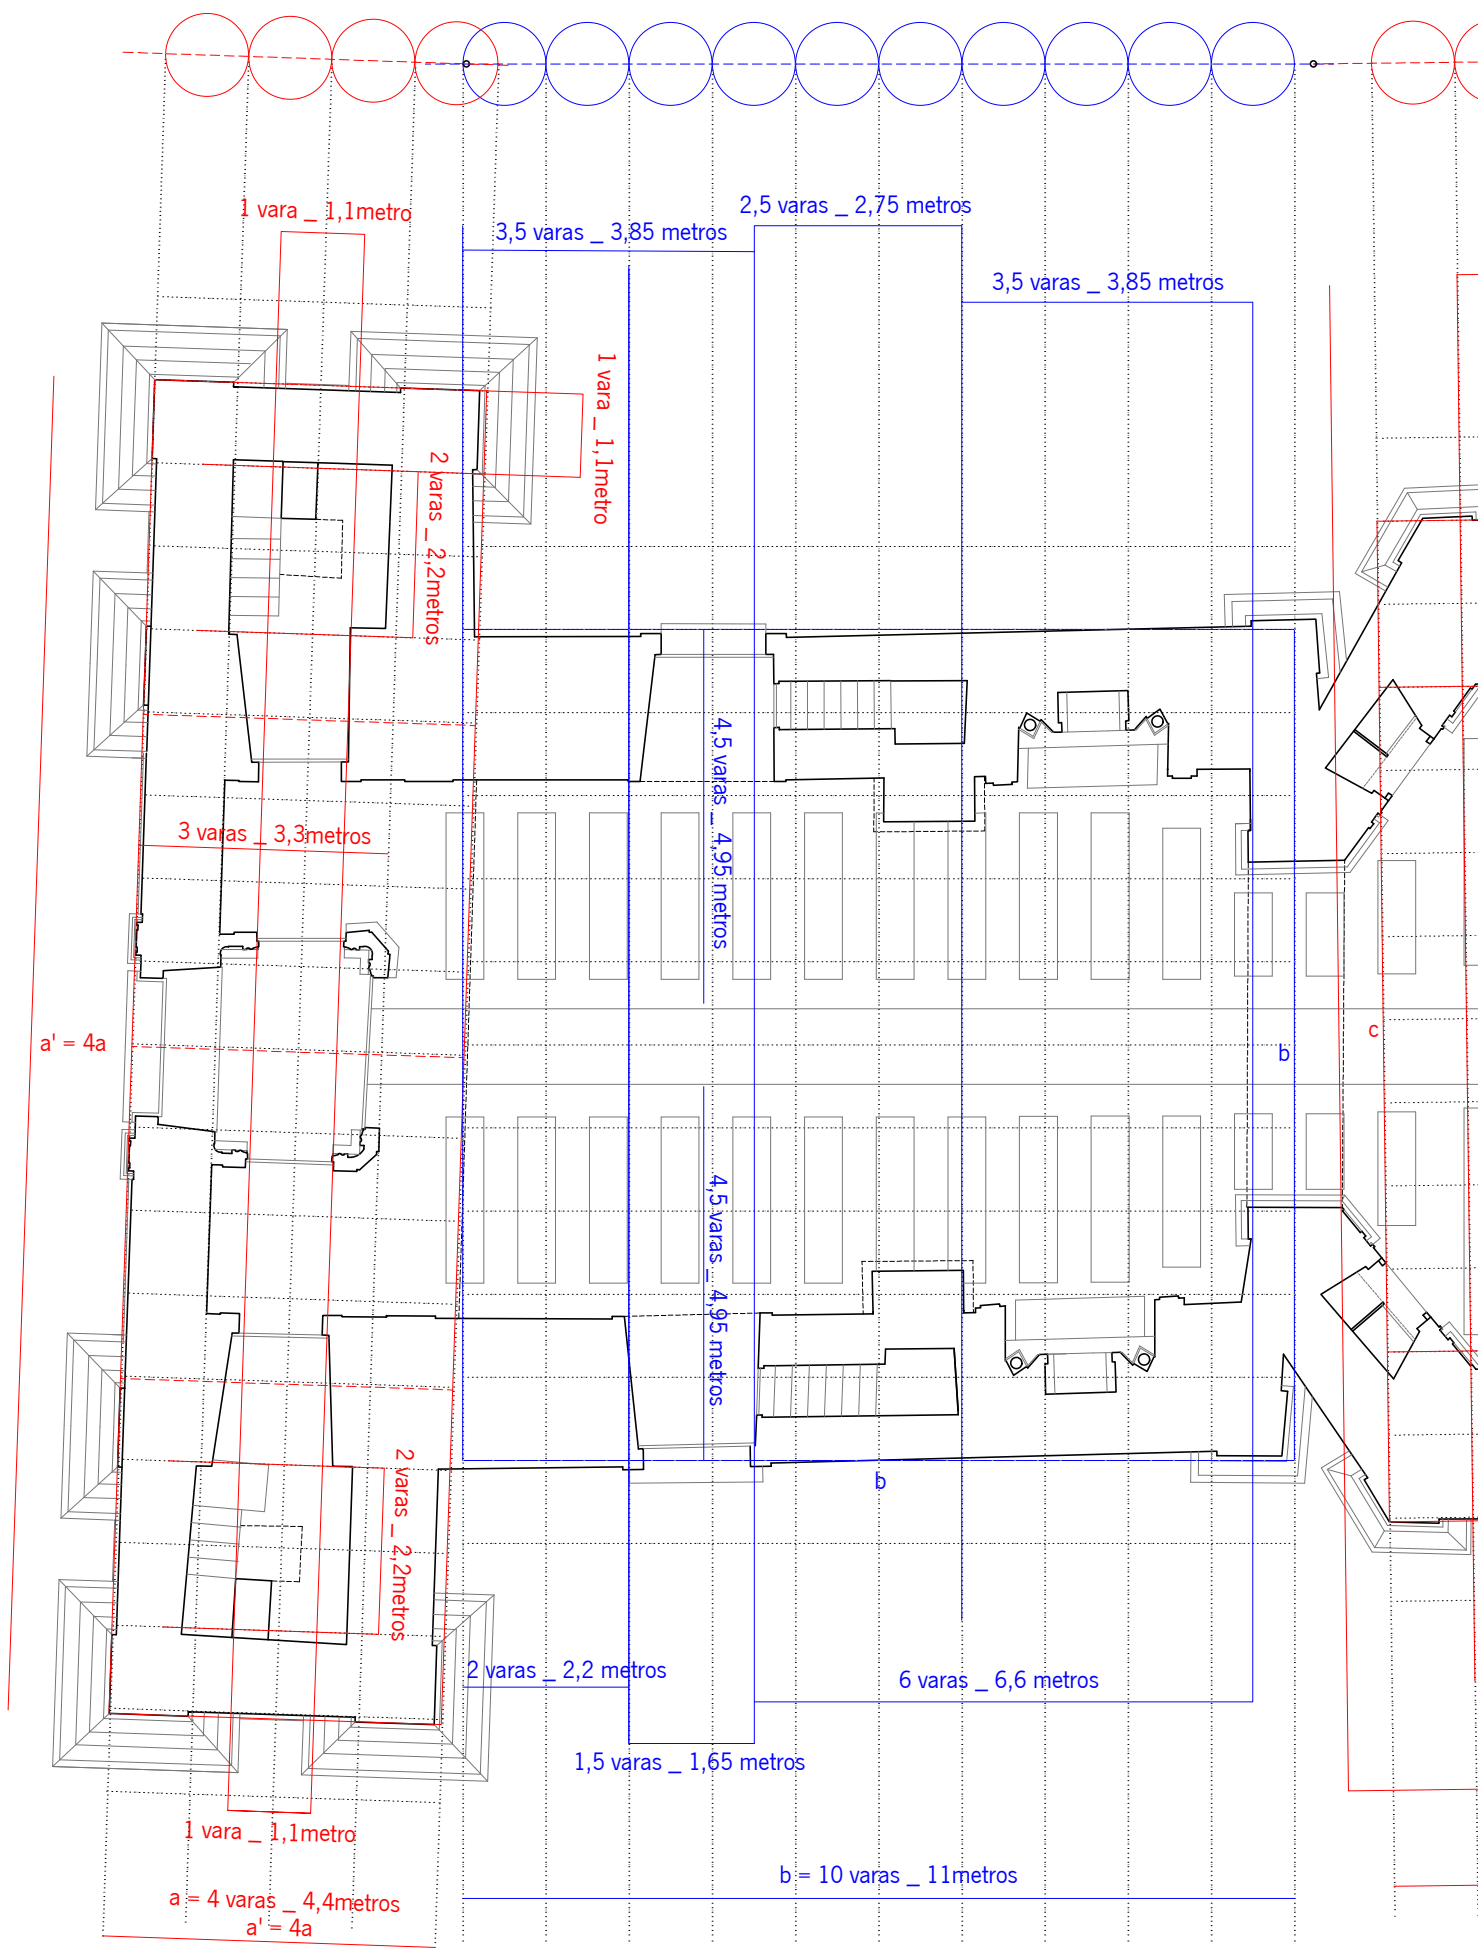 2,5 varas _ 2,75 metros
1 vara _ 1,1metro
3,5 varas _ 3,85 metros
3,5 varas _ 3,85 metros
1 vara _ 1,1metro
2 varas _ 2,2metros
4,5 varas _ 4,95 metros
3 varas _ 3,3metros
a' = 4a
c
b
4,5 varas _ 4,95 metros
b
2 varas _ 2,2metros
2 varas _ 2,2 metros
6 varas _ 6,6 metros
1,5 varas _ 1,65 metros
1 vara _ 1,1metro
b = 10 varas _ 11metros
a = 4 varas _ 4,4metros
a' = 4a